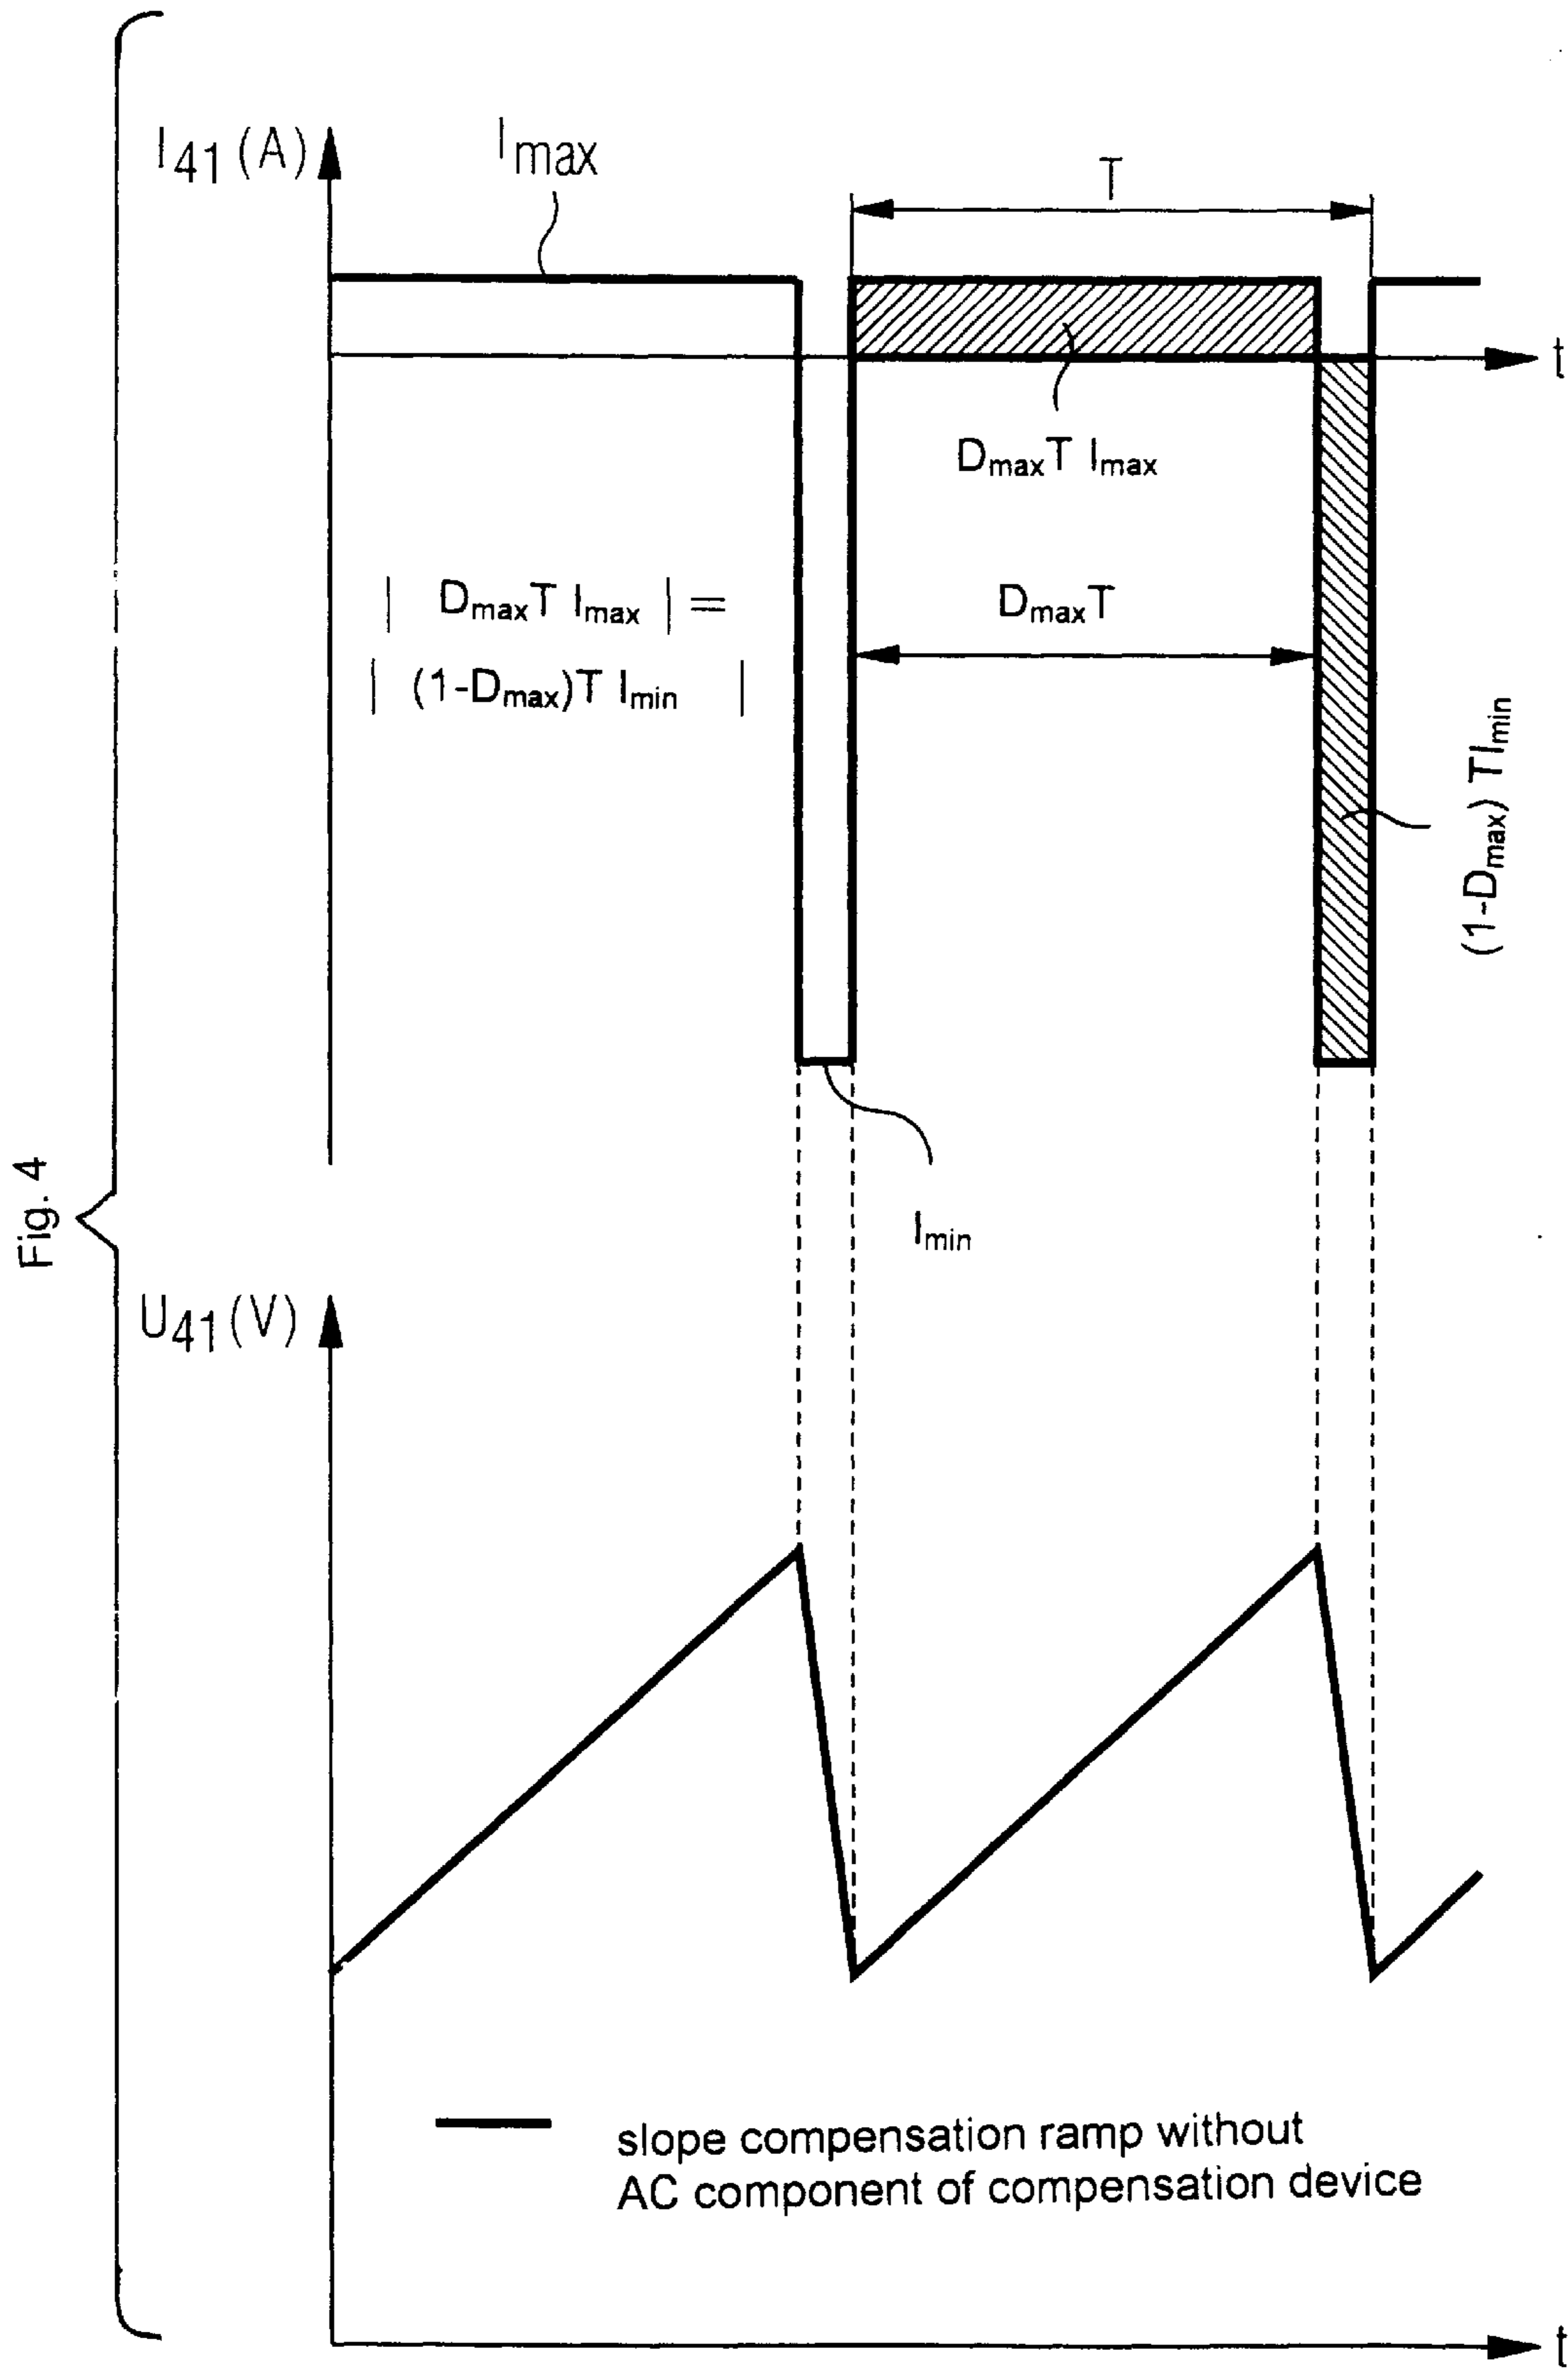 Fig. 4
I41(A)
Imax
T
t
DmaxT Imax
| DmaxT Imax | =
| (1-Dmax)T Imin |
DmaxT
(1-Dmax) TImin
Imin
U41(V)
slope compensation ramp without
AC component of compensation device
t